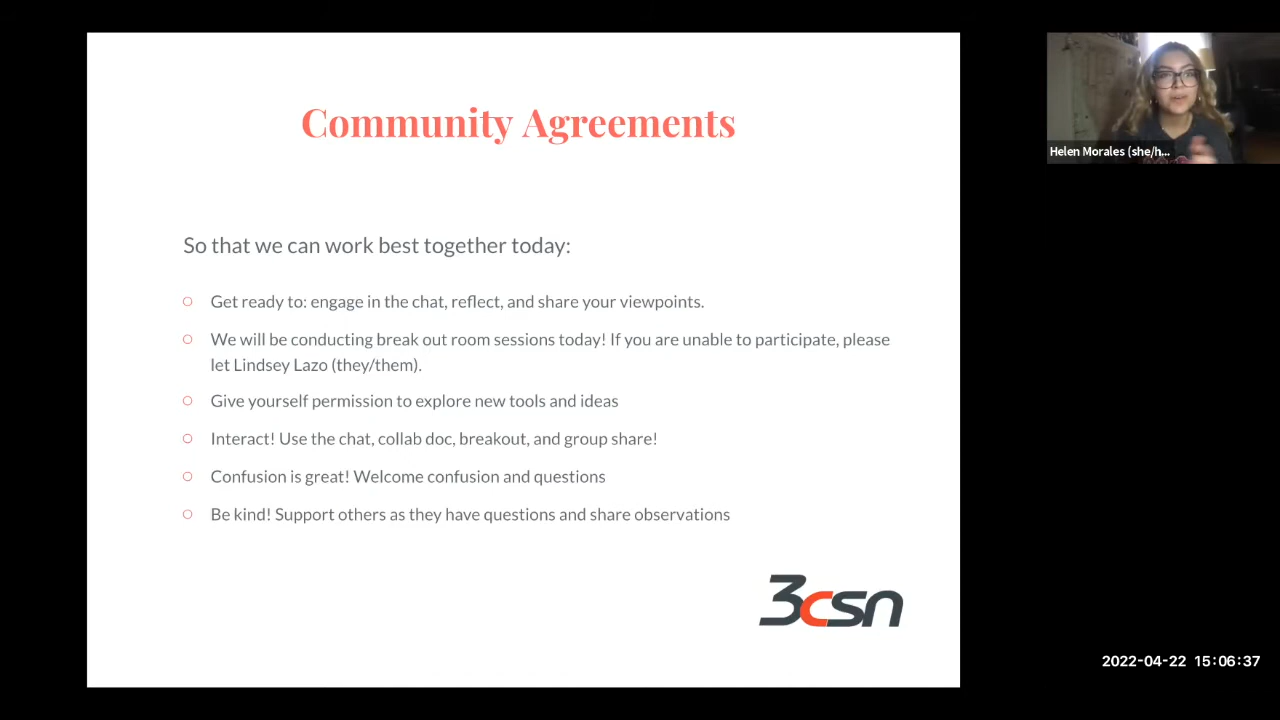 Community Agreements
So that we can work best together today:
Get ready to: engage in the chat, reflect, and share your viewpoints.
We will be conducting break out room sessions today! If you are unable to participate, please
let Lindsey Lazo (they/them).
Give yourself permission to explore new tools and ideas
Interact! Use the chat, collab doc, breakout, and group share!
Confusion is great! Welcome confusion and questions
Be kind! Support others as they have questions and share observations
3csn
Helen Morales (she/h...
2022-04-22 15:06:37